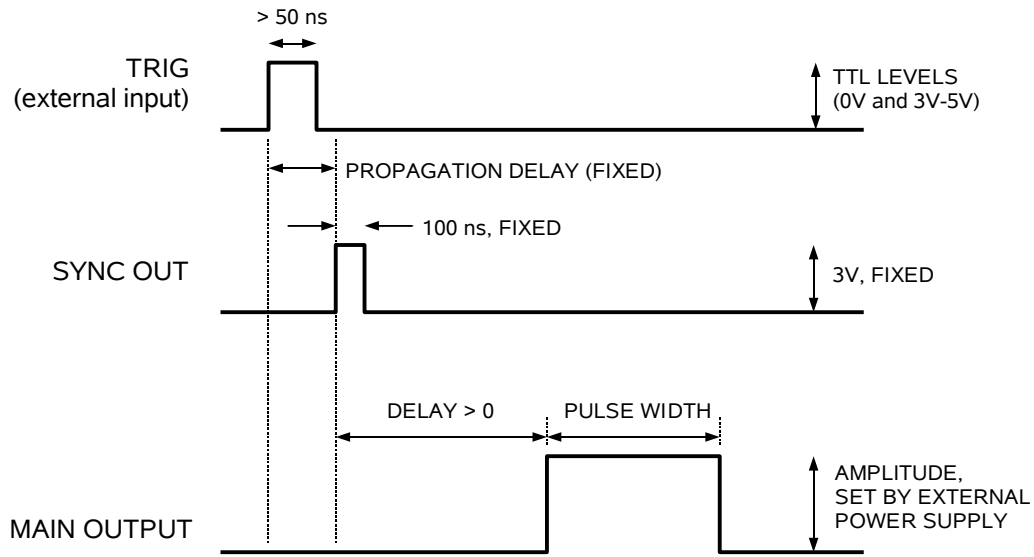 > 50 ns
TRIG
(external input)
TTL LEVELS
(0V and 3V-5V)
PROPAGATION DELAY (FIXED)
100 ns, FIXED
SYNC OUT
3V, FIXED
DELAY > 0
PULSE WIDTH
AMPLITUDE,
SET BY EXTERNAL
POWER SUPPLY
MAIN OUTPUT